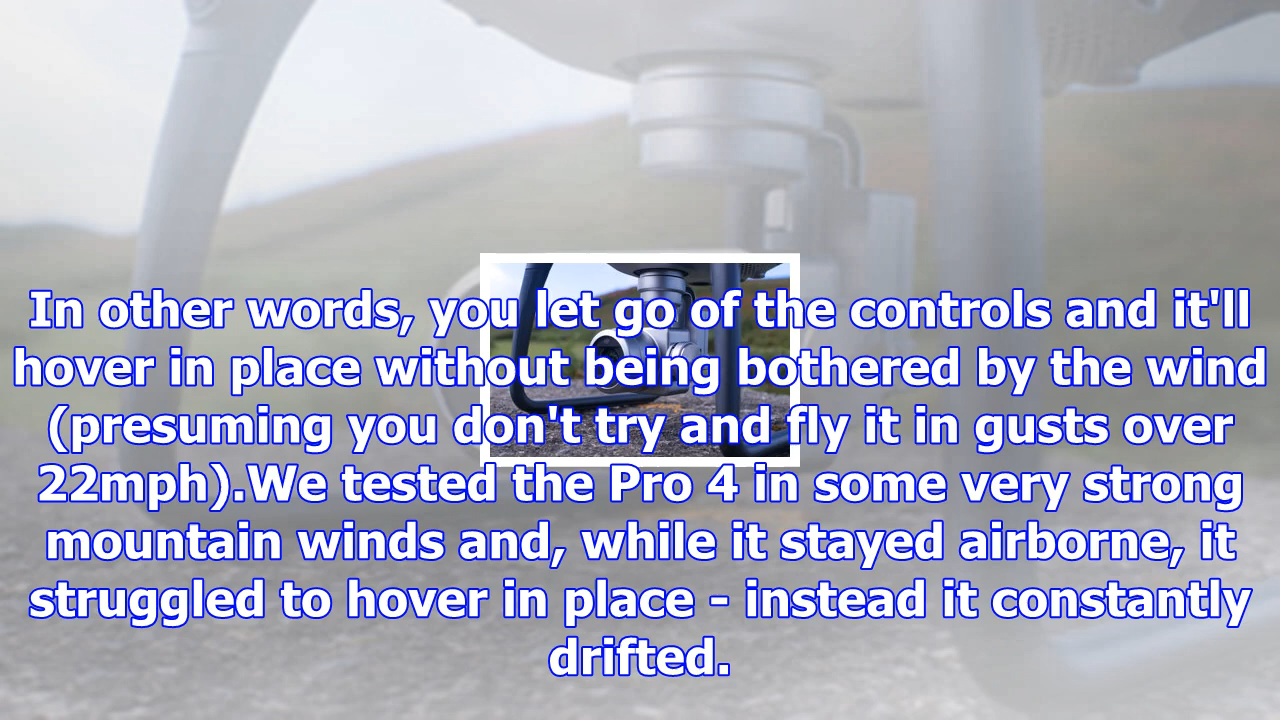 In other words, you let go of the controls and it'll
hover in place without being bothered by the wind
(presuming you don't try and fly it in gusts over
22mph).We tested the Pro 4 in some very strong
mountain winds and, while it stayed airborne, it
struggled to hover in place - instead it constantly
drifted.